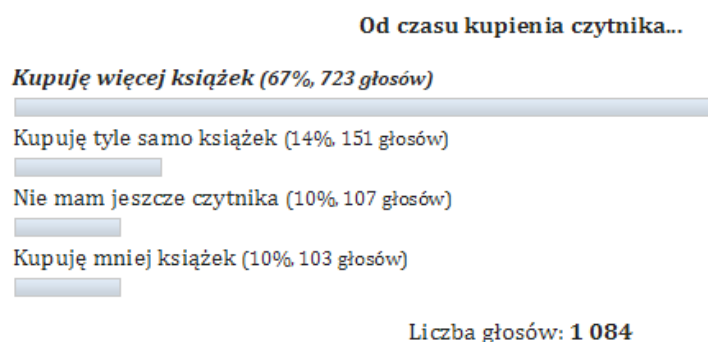 Od czasu kupienia czytnika...
Kupuję więcej książek (67%, 723 głosów)
Kupuję tyle samo książek (14%, 151 głosów)
Nie mam jeszcze czytnika (10%, 107 głosów)
Kupuję mniej książek (10%, 103 głosów)
Liczba głosów: 1 084